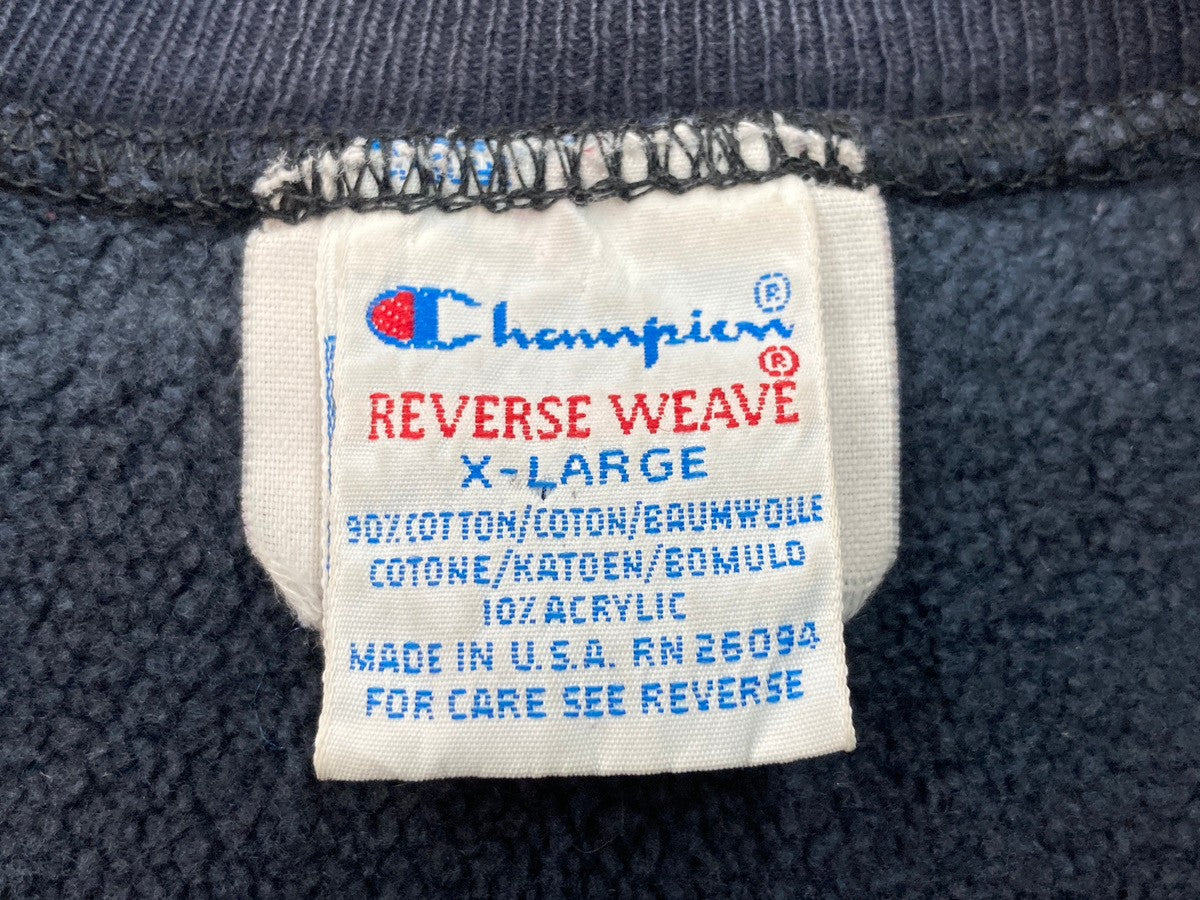 Champion®
REVERSE WEAVE®
X-LARGE
90% COTTON/COTON/BAUMWOLLE
COTONE/KATOEN/BOMULD
10% ACRYLIC
MADE IN U.S.A. RN 26094
FOR CARE SEE REVERSE